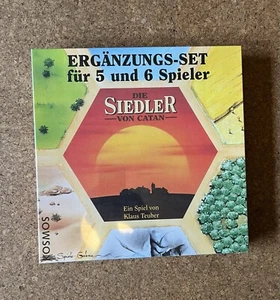 ERGÄNZUNGS-SET
für 5 und 6 Spieler
DIE
SIEDLER
VON CATAN
Ein Spiel von
Klaus Teuber
KOSMOS